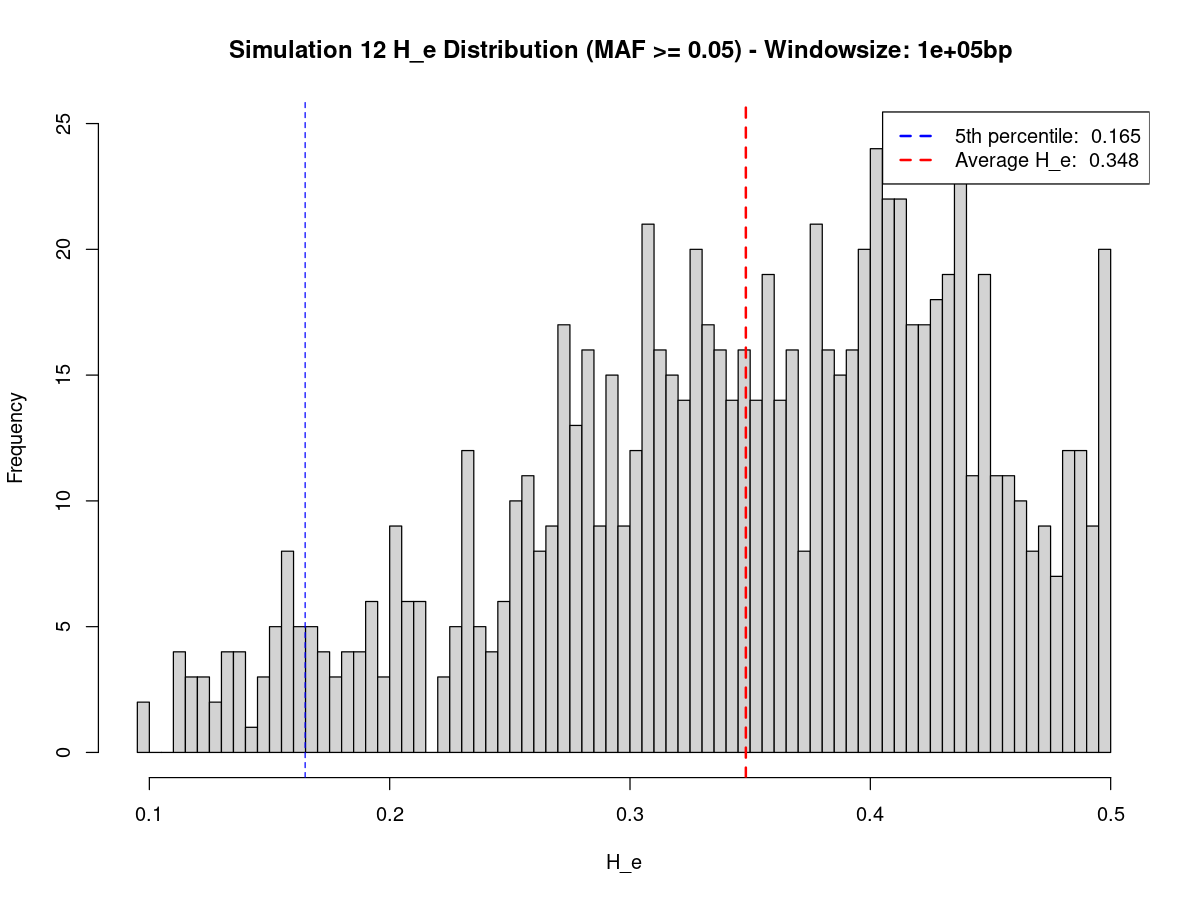 Simulation 12 H_e Distribution (MAF >= 0.05) - Windowsize: 1e+05bp
5th percentile:  0.165
Average H_e:  0.348
25
20
15
10
5
0
Frequency
0.1 0.2 0.3 0.4 0.5
H_e